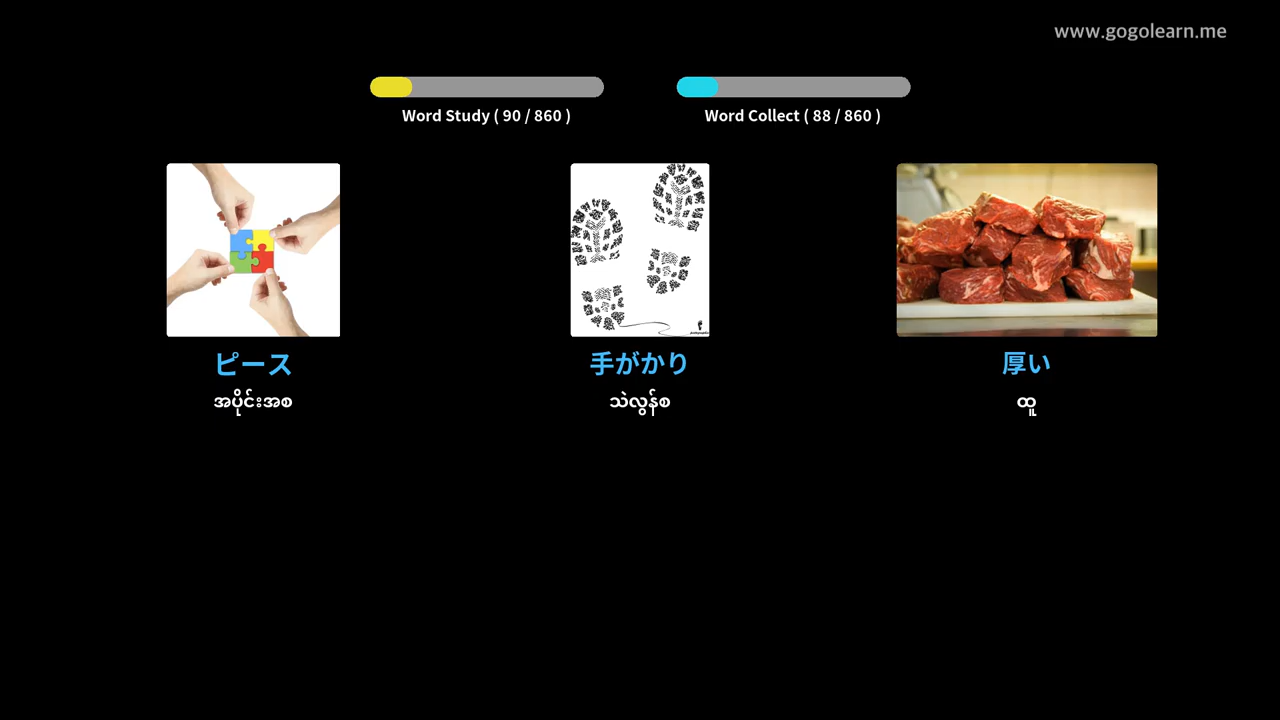 www.gogolearn.me
Word Study ( 90 / 860 )
Word Collect ( 88 / 860 )
ピース
手がかり
厚い
အပိုင်းအစ
သဲလွန်စ
ထူ